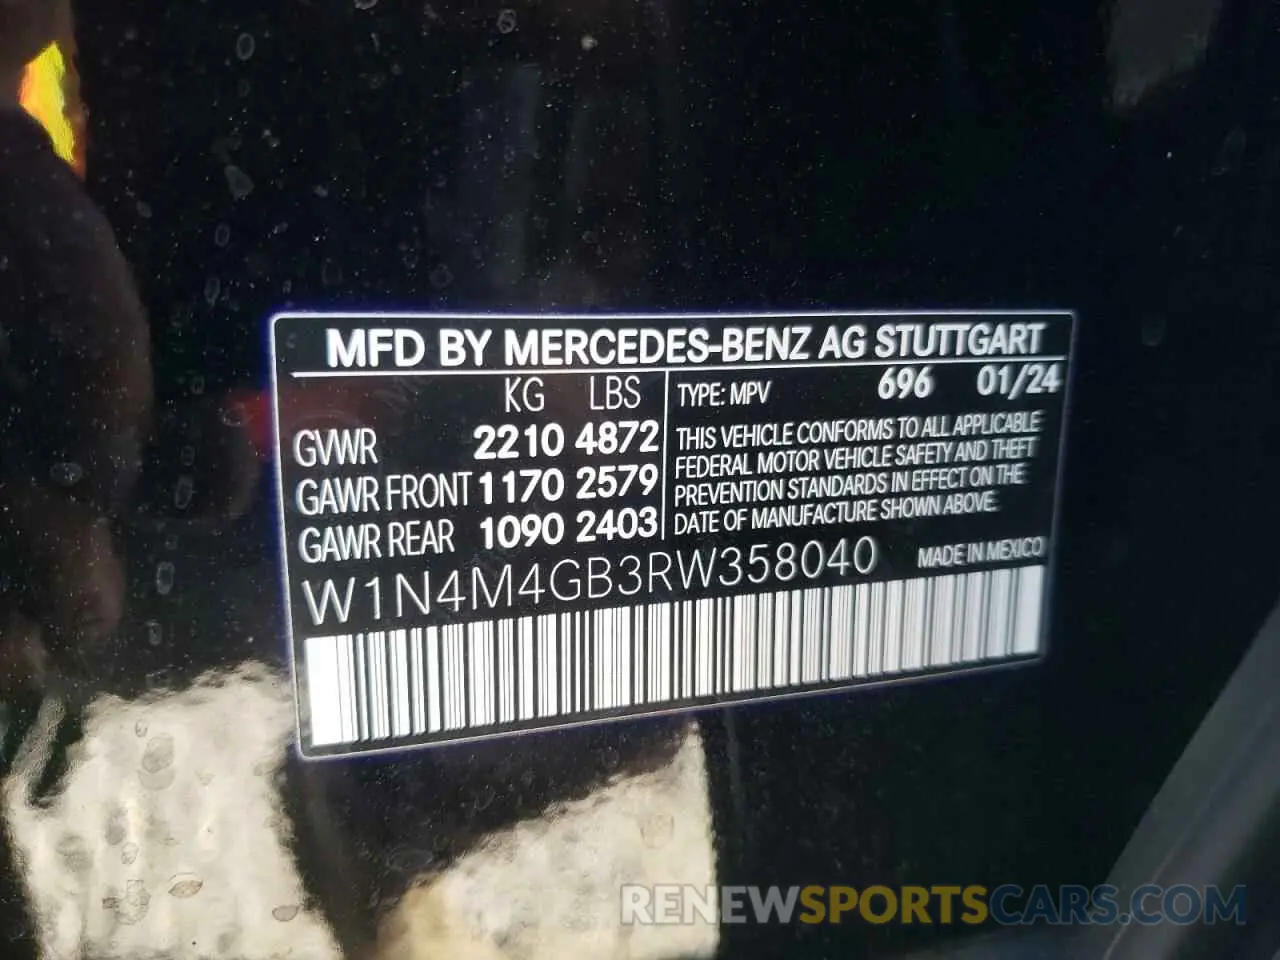 MFD BY MERCEDES-BENZ AG STUTTGART
KG LBS
GVWR 2210 4872
GAWR FRONT 1170 2579
GAWR REAR 1090 2403
TYPE: MPV 696 01/24
THIS VEHICLE CONFORMS TO ALL APPLICABLE
FEDERAL MOTOR VEHICLE SAFETY AND THEFT
PREVENTION STANDARDS IN EFFECT ON THE
DATE OF MANUFACTURE SHOWN ABOVE.
W1N4M4GB3RW358040 MADE IN MEXICO
RENEWSPORTSCARS.COM